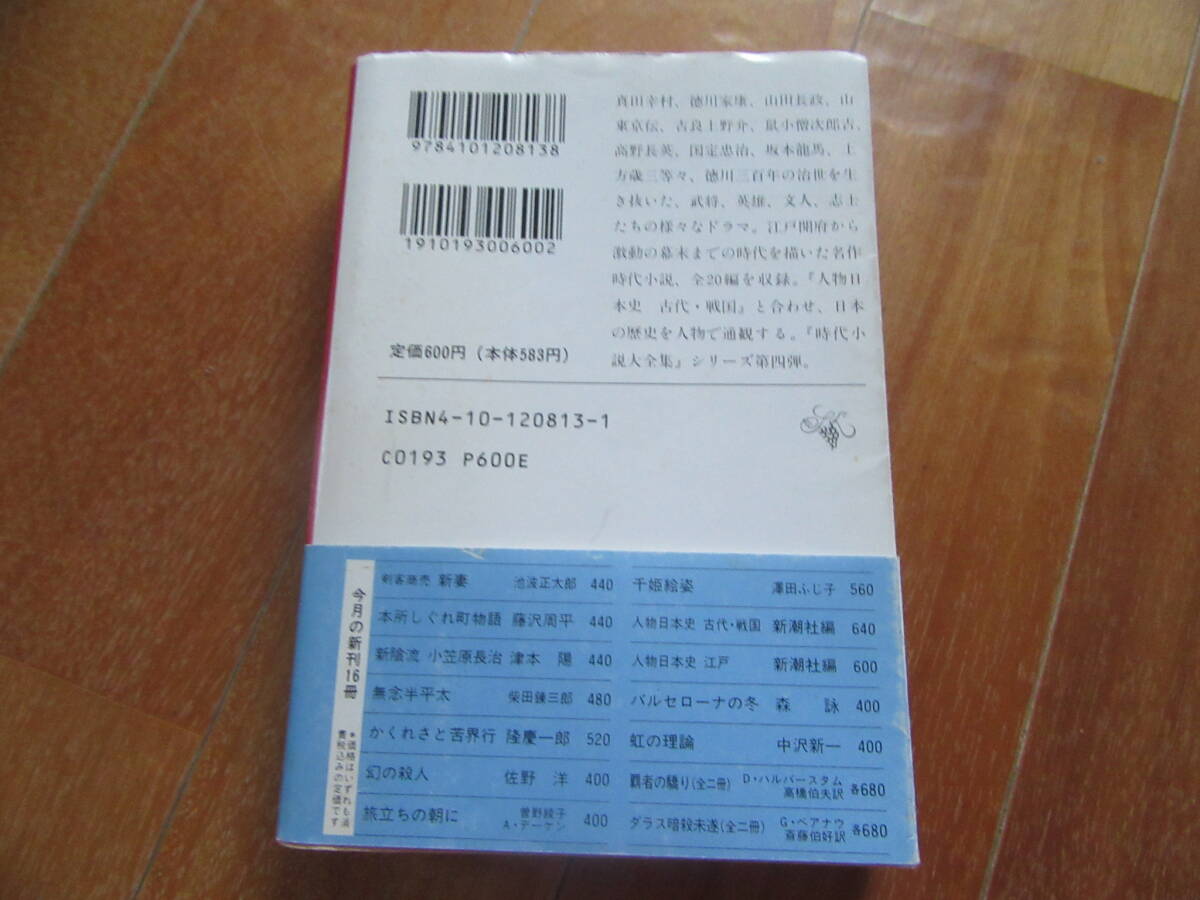 9784101208138
1910193006002
定価600円（本体583円）
真田幸村、徳川家康、山田長政、山
東京伝、吉良上野介、鼠小僧次郎吉、
高野長英、国定忠治、坂本龍馬、土
方歳三等々、徳川三百年の治世を生
き抜いた、武将、英雄、文人、志士
たちの様々なドラマ。江戸開府から
激動の幕末までの時代を描いた名作
時代小説、全20編を収録。『人物日
本史　古代・戦国』と合わせ、日本
の歴史を人物で通観する。『時代小
説大全集』シリーズ第四弾。
ISBN4-10-120813-1
C0193 P600E
今月の新刊16冊
＊価格はいずれも消
費税込みの定価です
剣客商売 新妻 池波正太郎 440
本所しぐれ町物語 藤沢周平 440
新陰流 小笠原長治 津本 陽 440
無念半平太 柴田錬三郎 480
かくれさと苦界行 隆慶一郎 520
幻の殺人 佐野 洋 400
旅立ちの朝に 曽野綾子 A・デーケン 400
千姫絵姿 澤田ふじ子 560
人物日本史 古代・戦国 新潮社編 640
人物日本史 江戸 新潮社編 600
バルセローナの冬 森 詠 400
虹の理論 中沢新一 400
覇者の驕り(全二冊) D・ハルバースタム 高橋伯夫訳 各680
ダラス暗殺未遂(全二冊) G・ベアナウ 斎藤伯好訳 各680